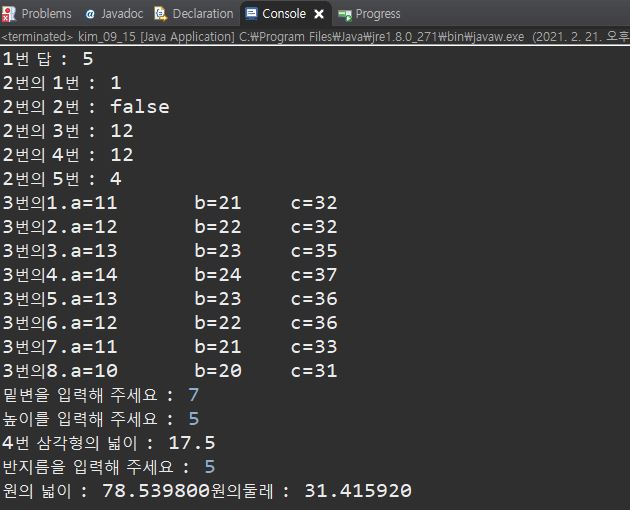 Problems Javadoc Declaration Console Progress
<terminated> kim_09_15 [Java Application] C:₩Program Files₩Java₩jre1.8.0_271₩bin₩javaw.exe (2021. 2. 21. 오후
1번 답 : 5
2번의 1번 : 1
2번의 2번 : false
2번의 3번 : 12
2번의 4번 : 12
2번의 5번 : 4
3번의1.a=11 b=21 c=32
3번의2.a=12 b=22 c=32
3번의3.a=13 b=23 c=35
3번의4.a=14 b=24 c=37
3번의5.a=13 b=23 c=36
3번의6.a=12 b=22 c=36
3번의7.a=11 b=21 c=33
3번의8.a=10 b=20 c=31
밑변을 입력해 주세요 : 7
높이를 입력해 주세요 : 5
4번 삼각형의 넓이 : 17.5
반지름을 입력해 주세요 : 5
원의 넓이 : 78.539800원의둘레 : 31.415920